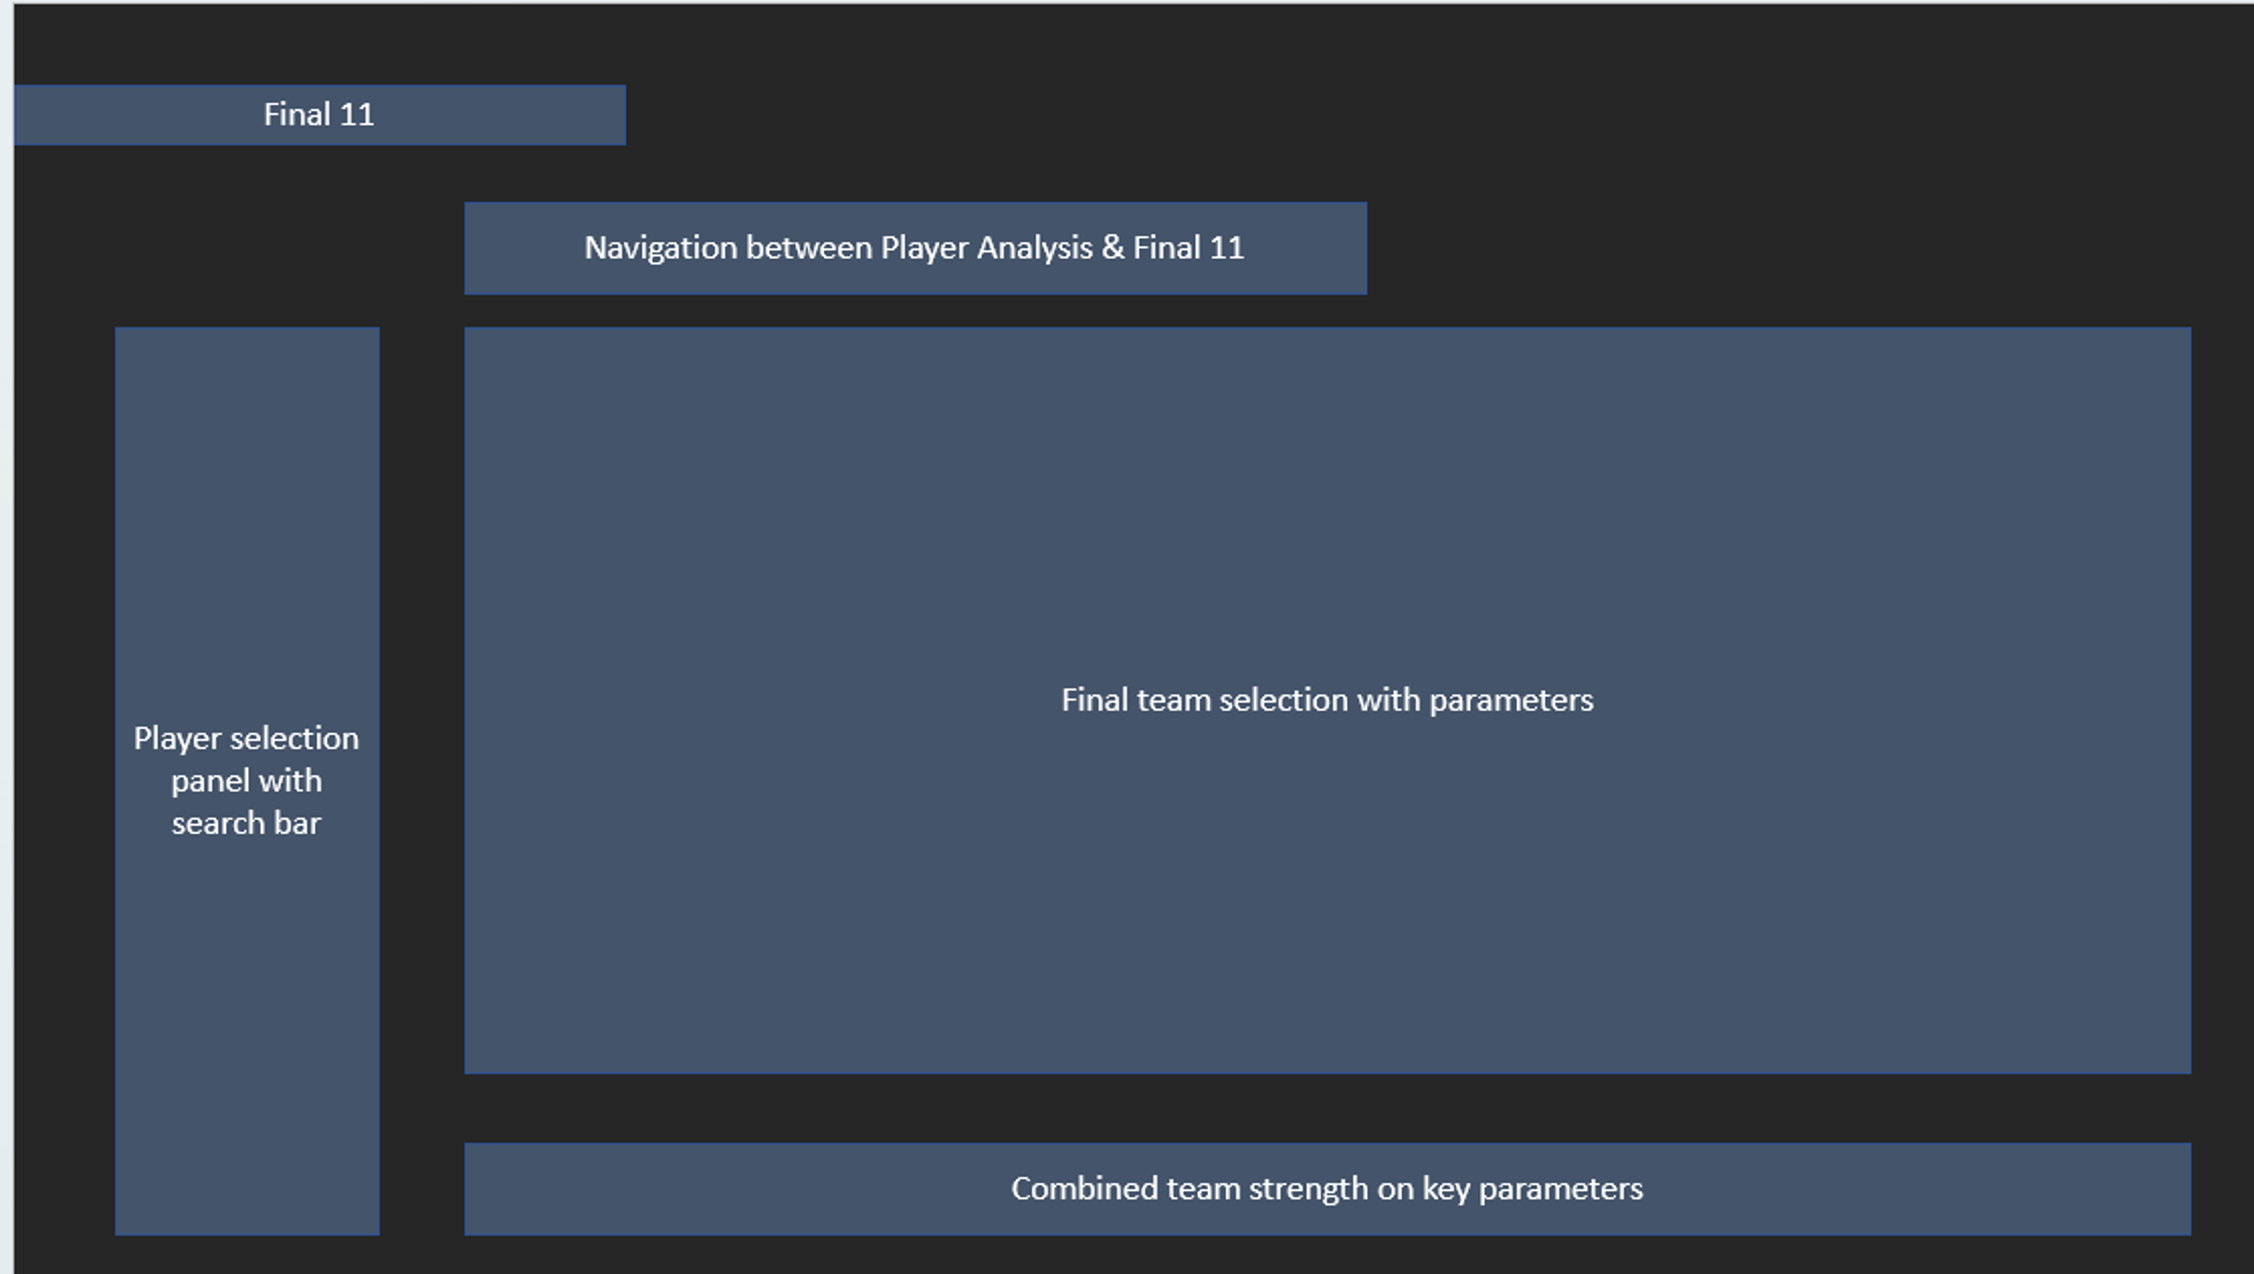 Final 11
Navigation between Player Analysis & Final 11
Player selection
panel with
search bar
Final team selection with parameters
Combined team strength on key parameters